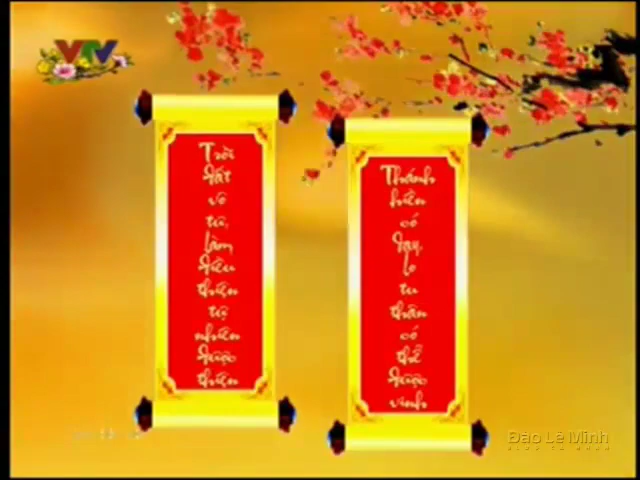 VTV
Trời
đất
vô
tư,
làm
điều
thiện
tự
nhiên
được
thiện
Thánh
hiền
có
dạy,
lo
tu
thân
có
thể
được
vinh
Đào Lê Minh